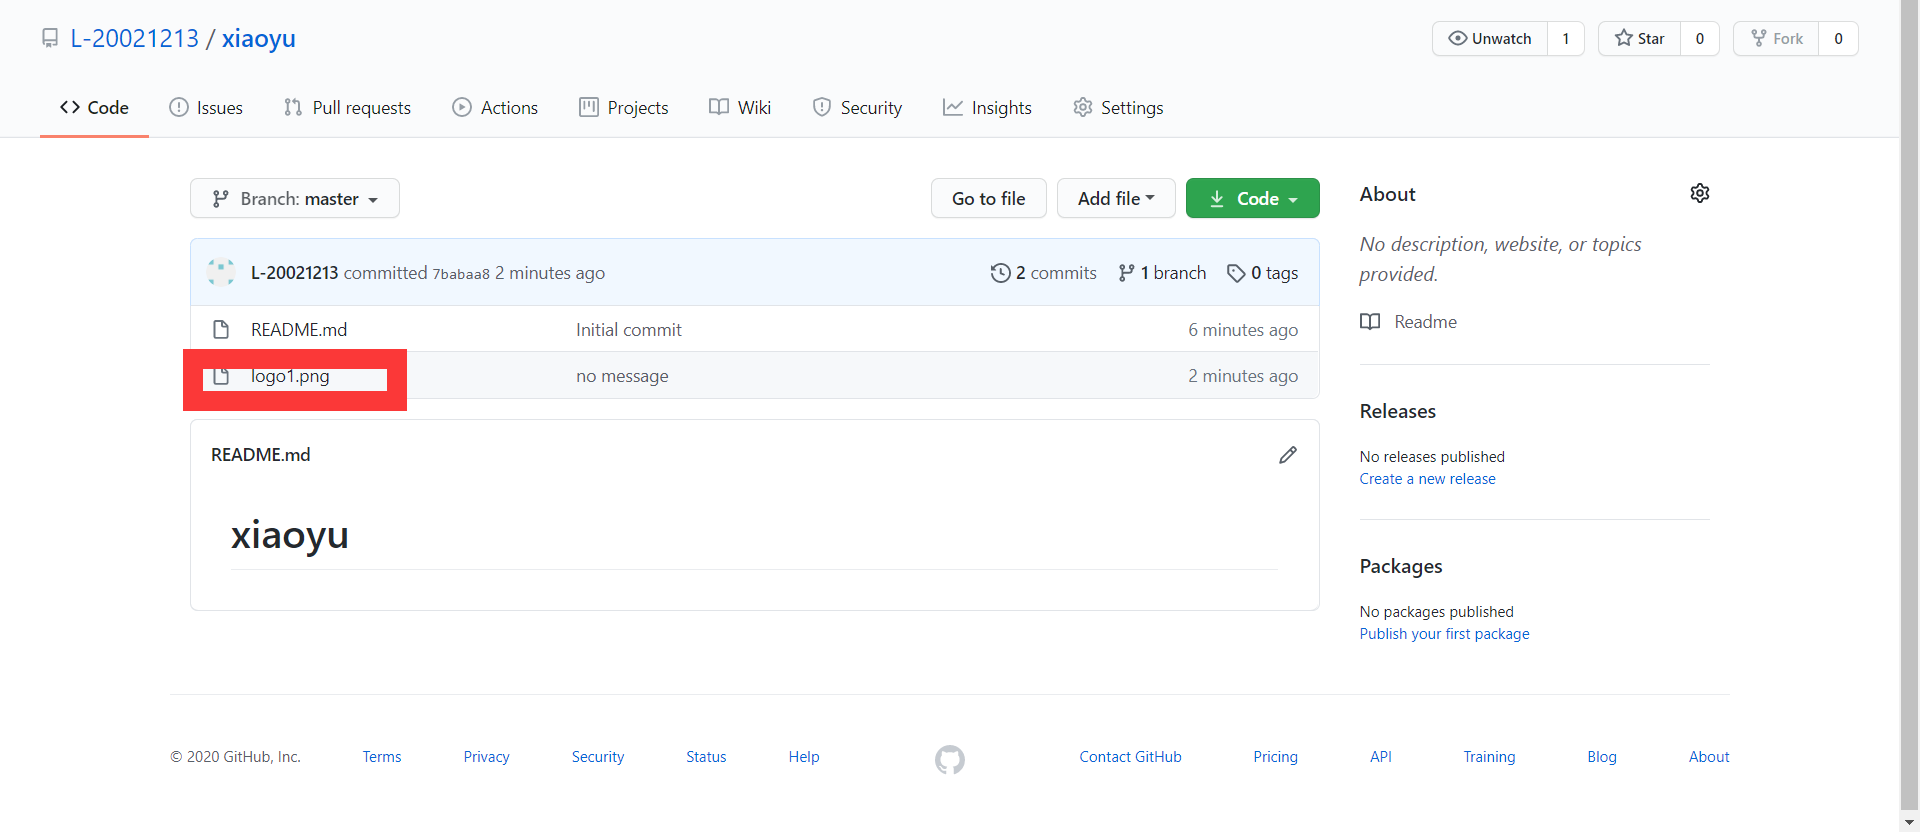 L-20021213 / xiaoyu
Unwatch 1 Star 0 Fork 0
Code Issues Pull requests Actions Projects Wiki Security Insights Settings
Branch: master Go to file Add file Code
L-20021213 committed 7babaa8 2 minutes ago 2 commits 1 branch 0 tags
README.md Initial commit 6 minutes ago
logo1.png no message 2 minutes ago
README.md
xiaoyu
About
No description, website, or topics
provided.
Readme
Releases
No releases published
Create a new release
Packages
No packages published
Publish your first package
© 2020 GitHub, Inc. Terms Privacy Security Status Help Contact GitHub Pricing API Training Blog About